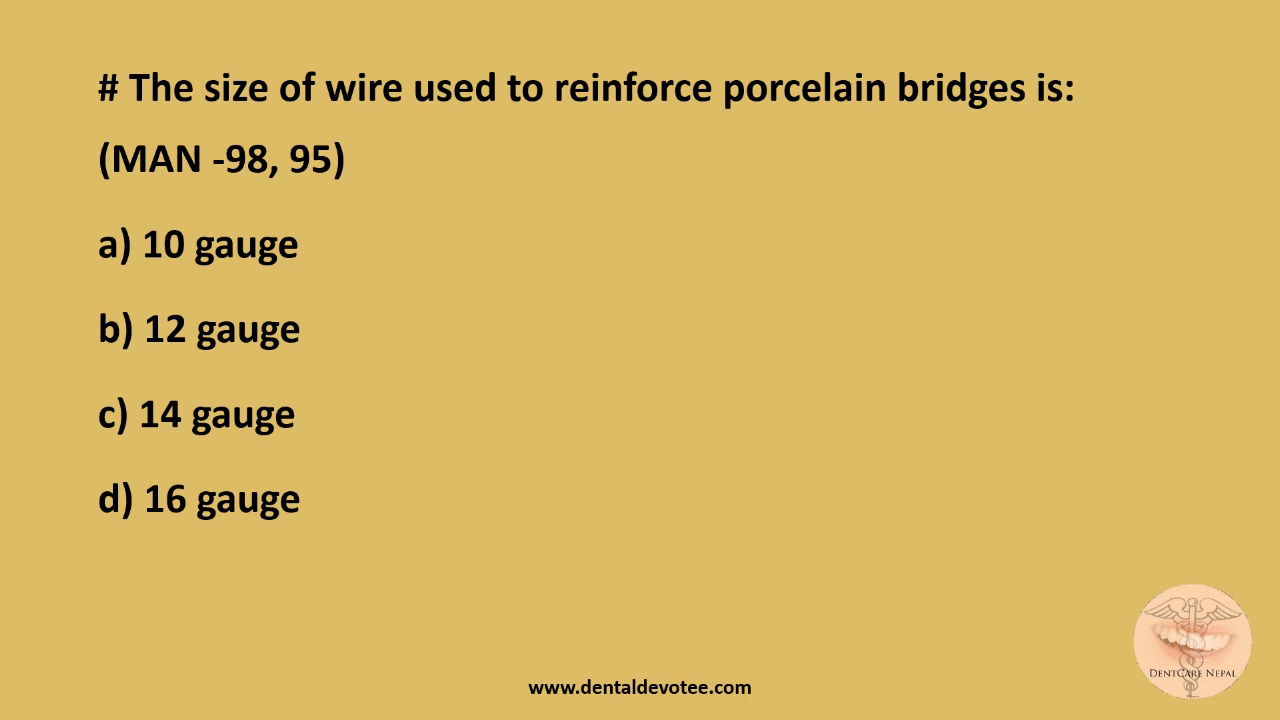 # The size of wire used to reinforce porcelain bridges is:
(MAN -98, 95)
a) 10 gauge
b) 12 gauge
c) 14 gauge
d) 16 gauge
DENTCARE NEPAL
www.dentaldevotee.com